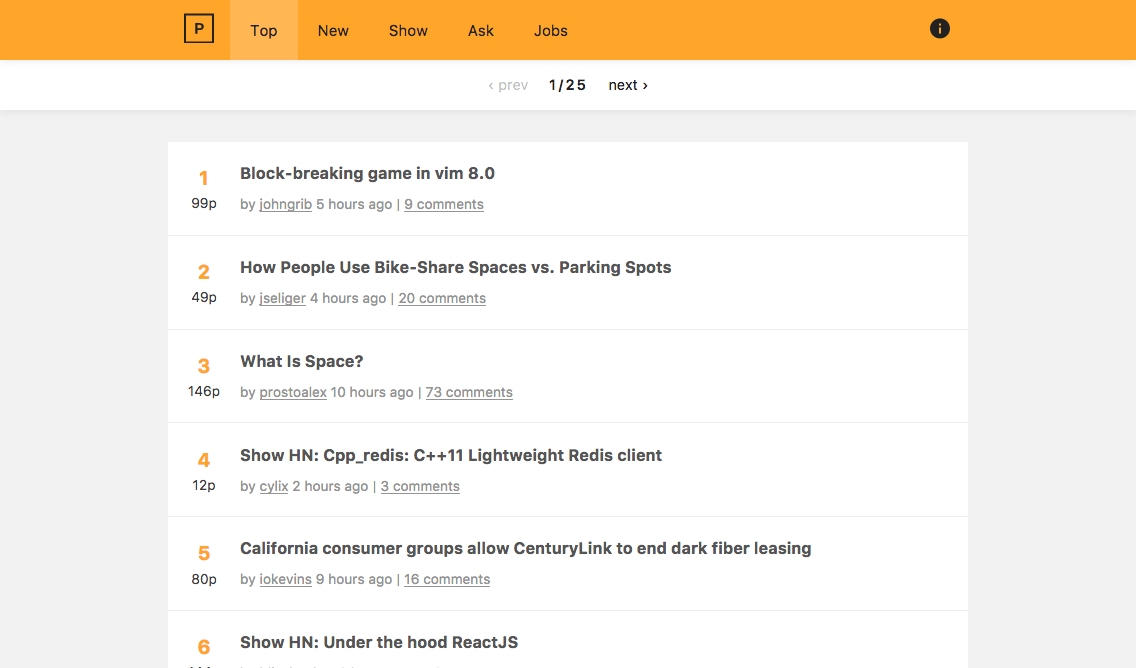 P Top New Show Ask Jobs i
‹ prev 1/25 next ›
1 Block-breaking game in vim 8.0
99p by johngrib 5 hours ago | 9 comments
2 How People Use Bike-Share Spaces vs. Parking Spots
49p by jseliger 4 hours ago | 20 comments
3 What Is Space?
146p by prostoalex 10 hours ago | 73 comments
4 Show HN: Cpp_redis: C++11 Lightweight Redis client
12p by cylix 2 hours ago | 3 comments
5 California consumer groups allow CenturyLink to end dark fiber leasing
80p by iokevins 9 hours ago | 16 comments
6 Show HN: Under the hood ReactJS